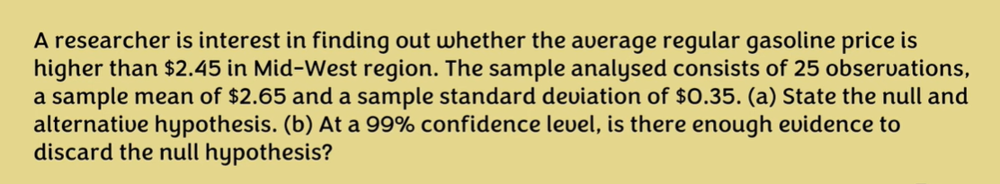 A researcher is interest in finding out whether the average regular gasoline price is
higher than $2.45 in Mid-West region. The sample analysed consists of 25 observations,
a sample mean of $2.65 and a sample standard deviation of $0.35. (a) State the null and
alternative hypothesis. (b) At a 99% confidence level, is there enough evidence to
discard the null hypothesis?